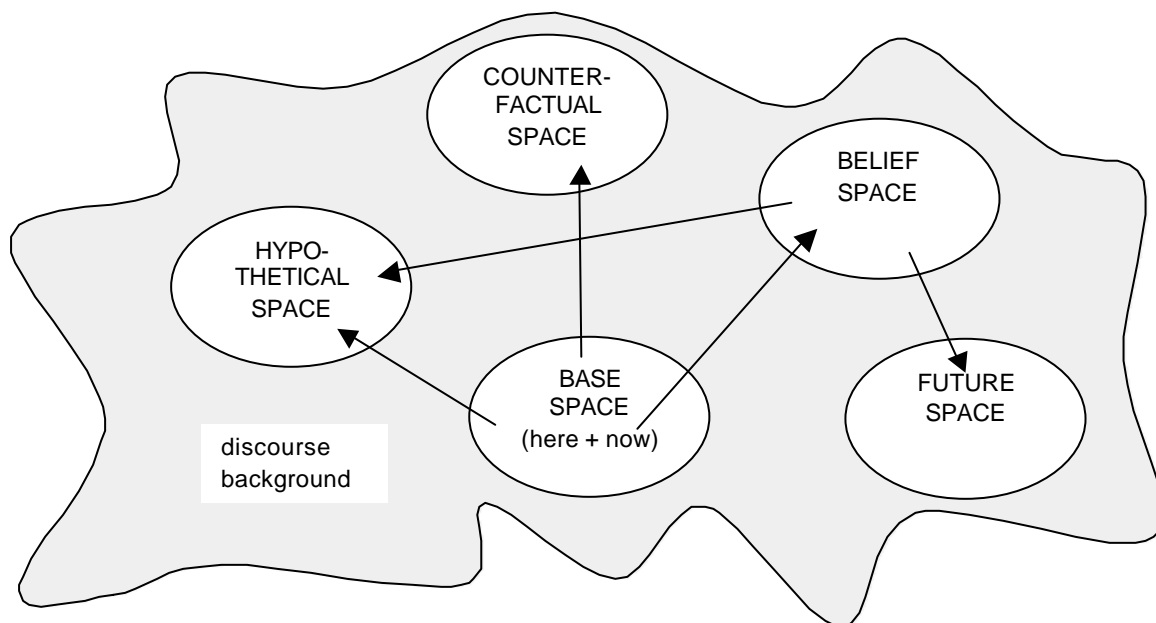 COUNTER-
FACTUAL
SPACE
BELIEF
SPACE
HYPO-
THETICAL
SPACE
BASE
SPACE
(here + now)
FUTURE
SPACE
discourse
background